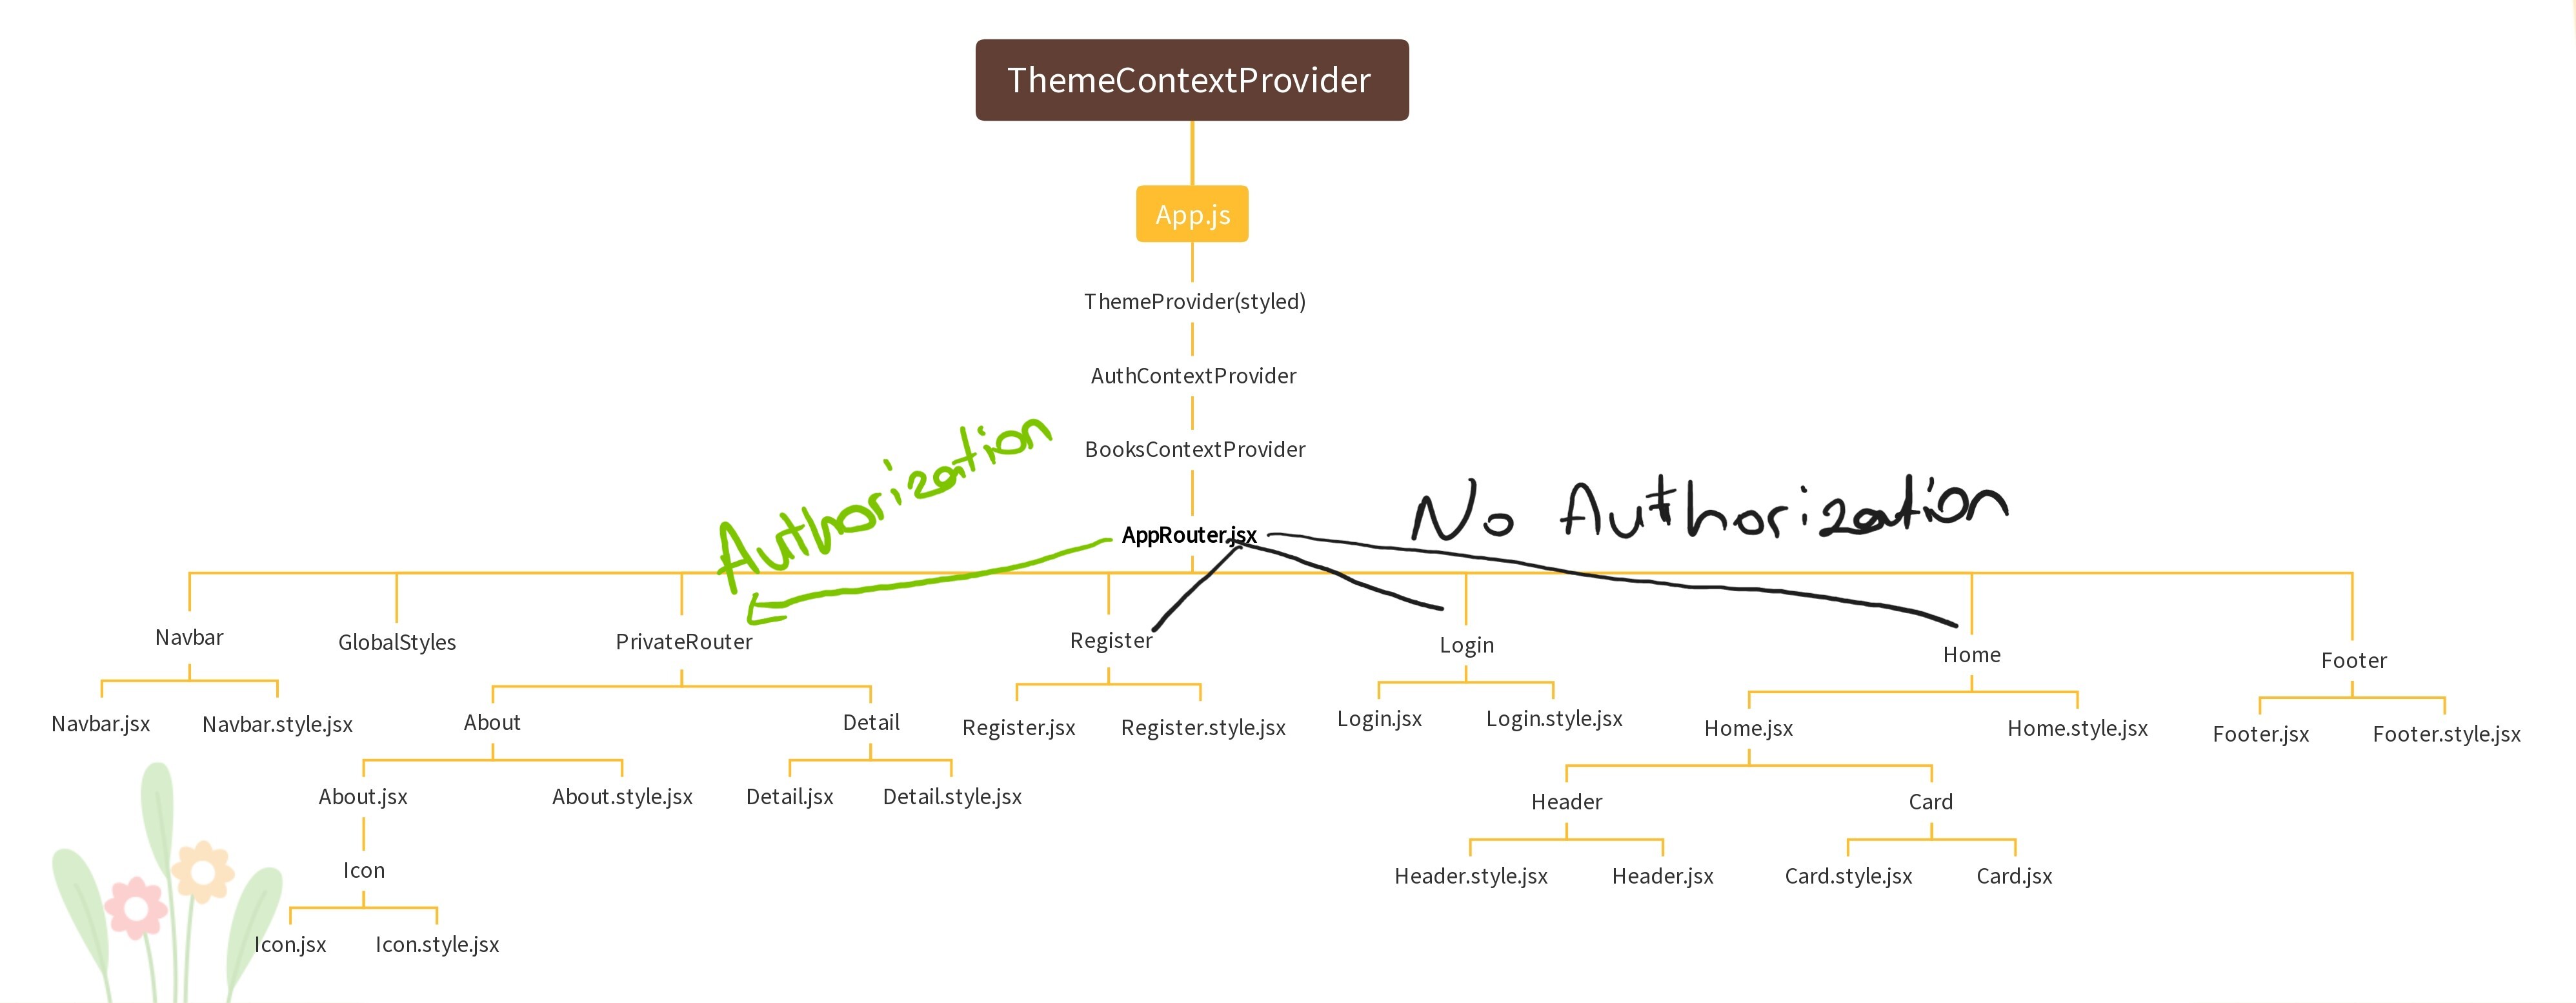 ThemeContextProvider
App.js
ThemeProvider(styled)
AuthContextProvider
BooksContextProvider
Authorization
No Authorization
AppRouter.jsx
Navbar
GlobalStyles
PrivateRouter
Register
Login
Home
Footer
Navbar.jsx
Navbar.style.jsx
About
Detail
Register.jsx
Register.style.jsx
Login.jsx
Login.style.jsx
Home.jsx
Home.style.jsx
Footer.jsx
Footer.style.jsx
About.jsx
About.style.jsx
Detail.jsx
Detail.style.jsx
Header
Card
Icon
Header.style.jsx
Header.jsx
Card.style.jsx
Card.jsx
Icon.jsx
Icon.style.jsx